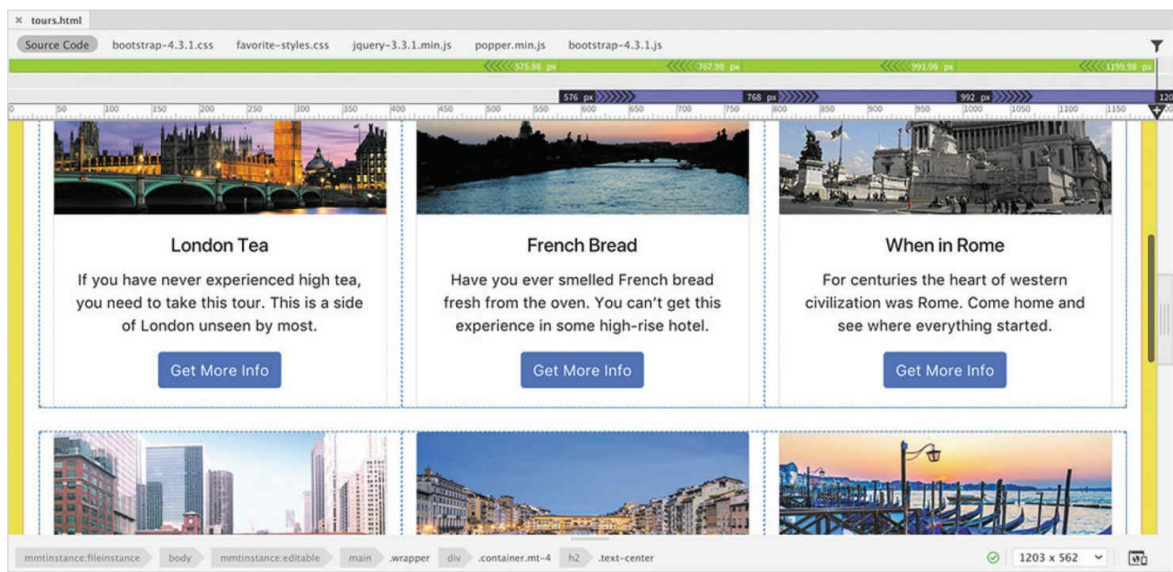 × tours.html
Source Code bootstrap-4.3.1.css favorite-styles.css jquery-3.3.1.min.js popper.min.js bootstrap-4.3.1.js
575.98 px 767.98 px 991.98 px 1199.98 px
576 px 768 px 992 px 120
0 50 100 150 200 250 300 350 400 450 500 550 600 650 700 750 800 850 900 950 1000 1050 1100 1150
London Tea
If you have never experienced high tea,
you need to take this tour. This is a side
of London unseen by most.
Get More Info
French Bread
Have you ever smelled French bread
fresh from the oven. You can’t get this
experience in some high-rise hotel.
Get More Info
When in Rome
For centuries the heart of western
civilization was Rome. Come home and
see where everything started.
Get More Info
mmtinstance:fileinstance body mmtinstance:editable main .wrapper div .container.mt-4 h2 .text-center 1203 x 562